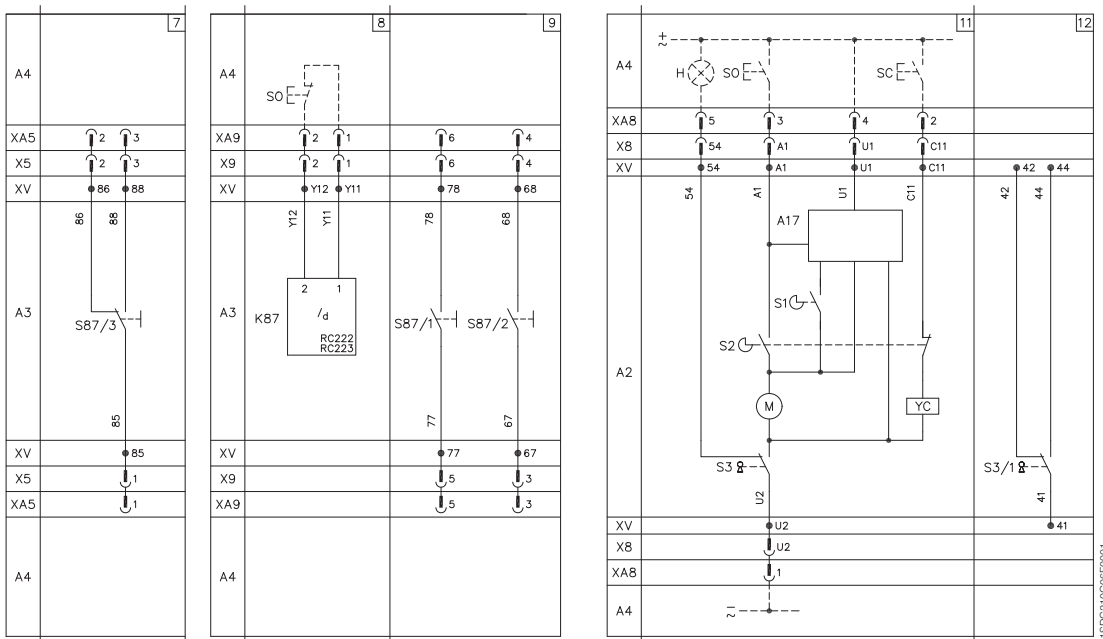 7
8
9
11
12
A4
A4
A4
S0
H
S0
SC
XA5
2
3
XA9
2
1
6
4
XA8
5
3
4
2
X5
2
3
X9
2
1
6
4
X8
54
A1
U1
C11
XV
86
88
XV
Y12
Y11
78
68
XV
54
A1
U1
C11
42
44
86
88
Y12
Y11
78
68
54
A1
U1
C11
42
44
A17
A3
S87/3
A3
K87
2
1
/d
RC222
RC223
S87/1
S87/2
S1
S2
A2
M
YC
85
77
67
XV
85
XV
77
67
X5
1
X9
5
3
S3
S3/1
XA5
1
XA9
5
3
U2
41
XV
U2
41
X8
U2
XA8
1
A4
A4
A4